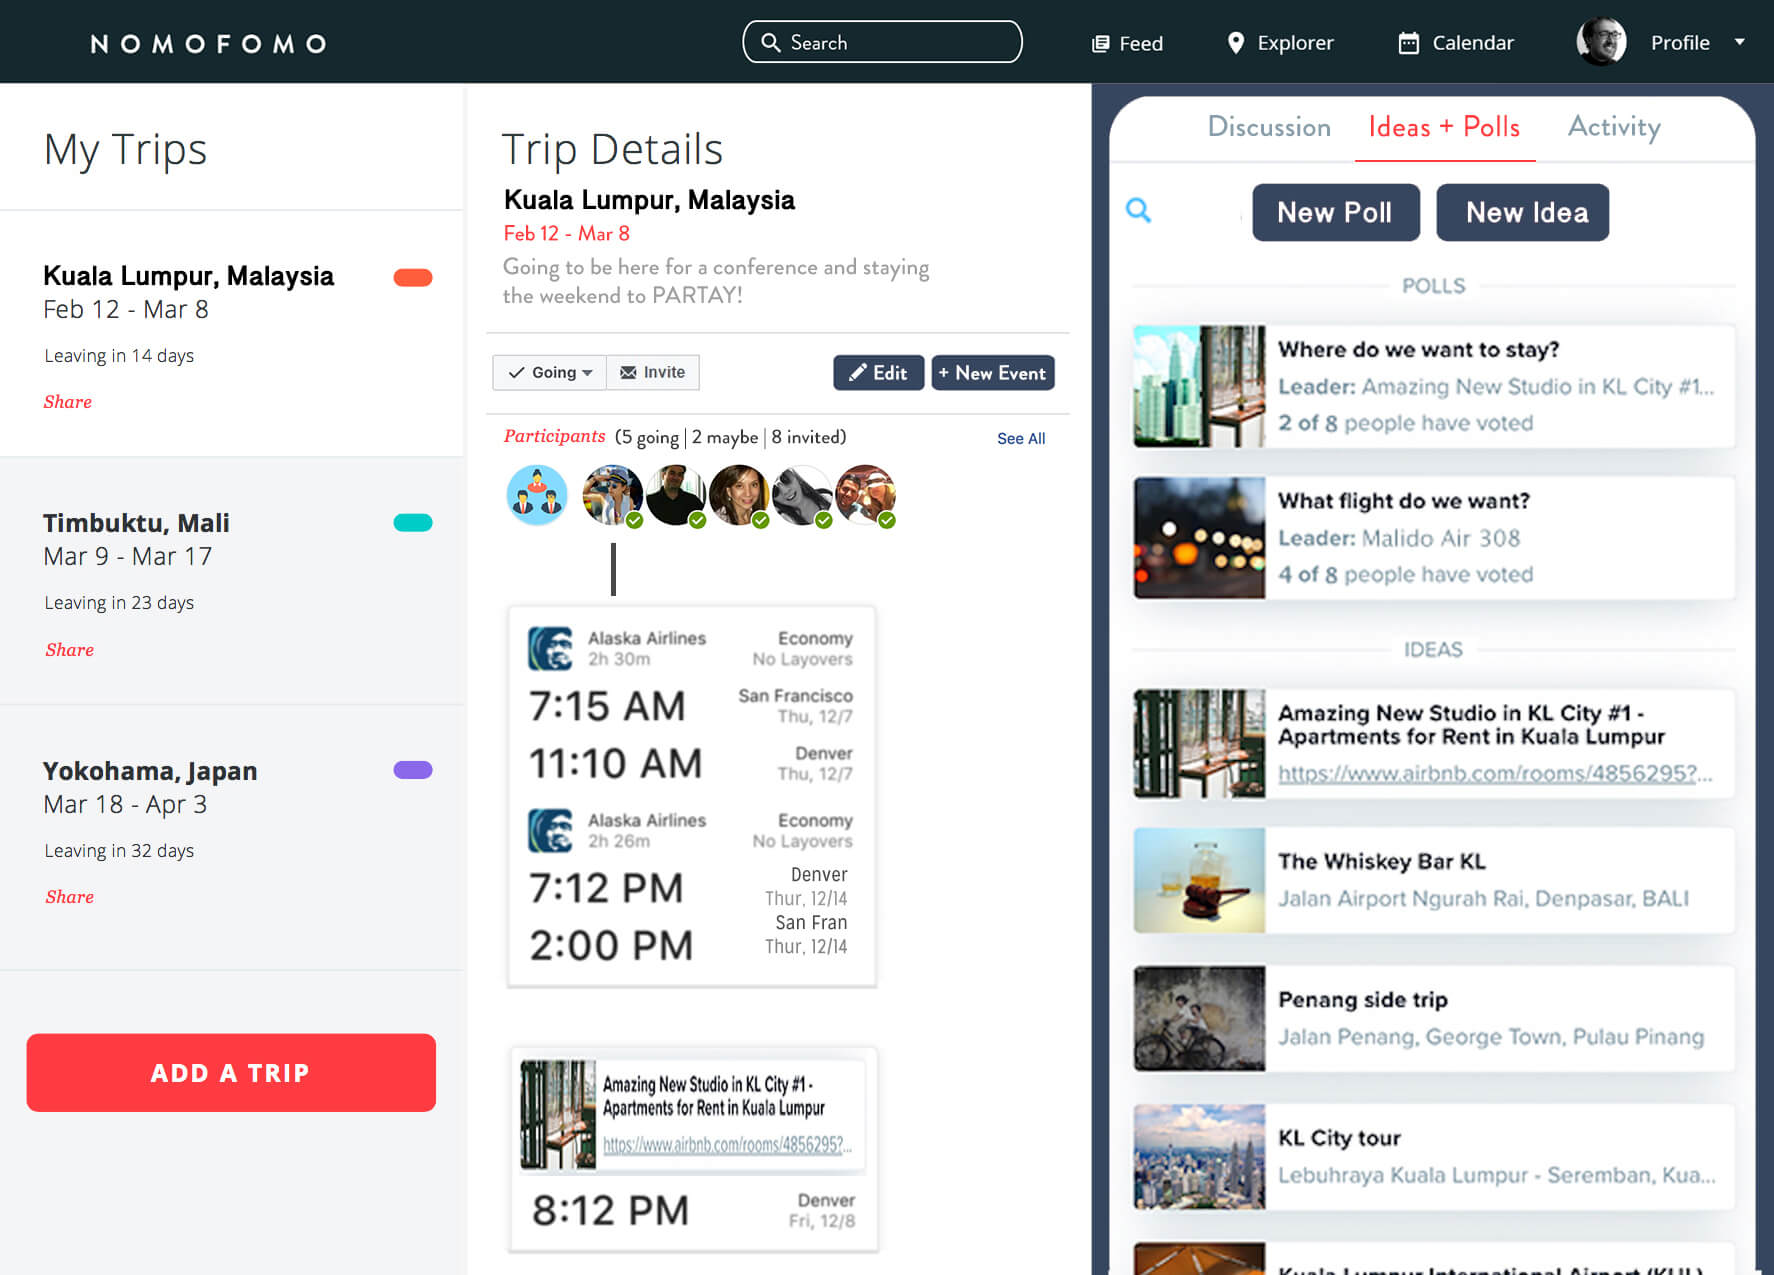 NOMOFOMO
Search
Feed
Explorer
Calendar
Profile
My Trips
Kuala Lumpur, Malaysia
Feb 12 - Mar 8
Leaving in 14 days
Share
Timbuktu, Mali
Mar 9 - Mar 17
Leaving in 23 days
Share
Yokohama, Japan
Mar 18 - Apr 3
Leaving in 32 days
Share
ADD A TRIP
Trip Details
Kuala Lumpur, Malaysia
Feb 12 - Mar 8
Going to be here for a conference and staying
the weekend to PARTAY!
Going
Invite
Edit
+ New Event
Participants (5 going | 2 maybe | 8 invited)
See All
Alaska Airlines
Economy
2h 30m
No Layovers
7:15 AM
San Francisco
Thu, 12/7
11:10 AM
Denver
Thu, 12/7
Alaska Airlines
Economy
2h 26m
No Layovers
7:12 PM
Denver
Thur, 12/14
2:00 PM
San Fran
Thur, 12/14
Amazing New Studio in KL City #1 -
Apartments for Rent in Kuala Lumpur
https://www.airbnb.com/rooms/4856295?...
8:12 PM
Denver
Fri, 12/8
Discussion
Ideas + Polls
Activity
New Poll
New Idea
POLLS
Where do we want to stay?
Leader: Amazing New Studio in KL City #1...
2 of 8 people have voted
What flight do we want?
Leader: Malido Air 308
4 of 8 people have voted
IDEAS
Amazing New Studio in KL City #1 -
Apartments for Rent in Kuala Lumpur
https://www.airbnb.com/rooms/4856295?...
The Whiskey Bar KL
Jalan Airport Ngurah Rai, Denpasar, BALI
Penang side trip
Jalan Penang, George Town, Pulau Pinang
KL City tour
Lebuhraya Kuala Lumpur - Seremban, Kua...
Kuala Lumpur International Airport (KUL)